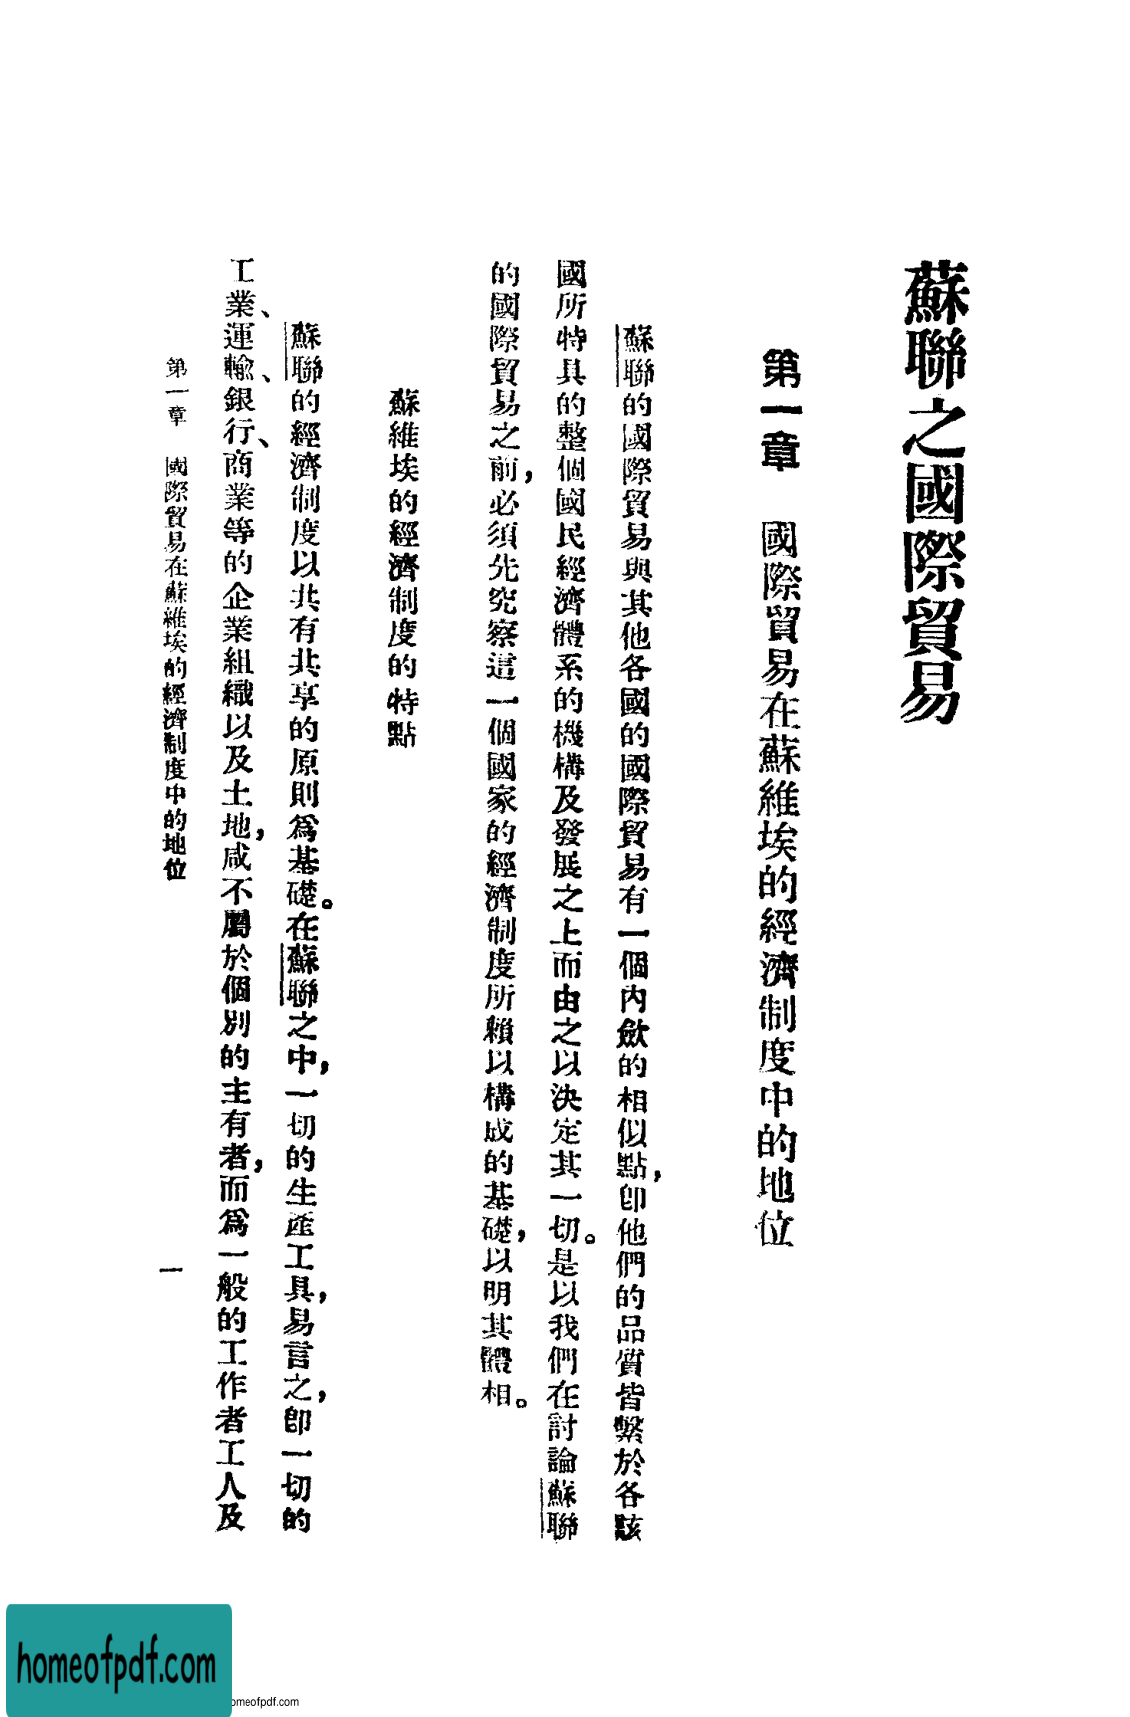 蘇聯之國際貿易
第一章　國際貿易在蘇維埃的經濟制度中的地位
蘇聯的國際貿易與其他各國的國際貿易有一個內斂的相似點，卽他們的品質皆繫於各該
國所特具的整個國民經濟體系的機構及發展之上而由之以決定其一切。是以我們在討論蘇聯
的國際貿易之前，必須先究察這一個國家的經濟制度所賴以構成的基礎，以明其體相。
蘇維埃的經濟制度的特點
蘇聯的經濟制度以共有共享的原則爲基礎。在蘇聯之中，一切的生產工具，易言之，卽一切的
工業、運輸、銀行、商業等的企業組織以及土地，咸不屬於個別的主有者，而爲一般的工作者工人及
第一章　國際貿易在蘇維埃的經濟制度中的地位
一
homeofpdf.com
omeofpdf.com